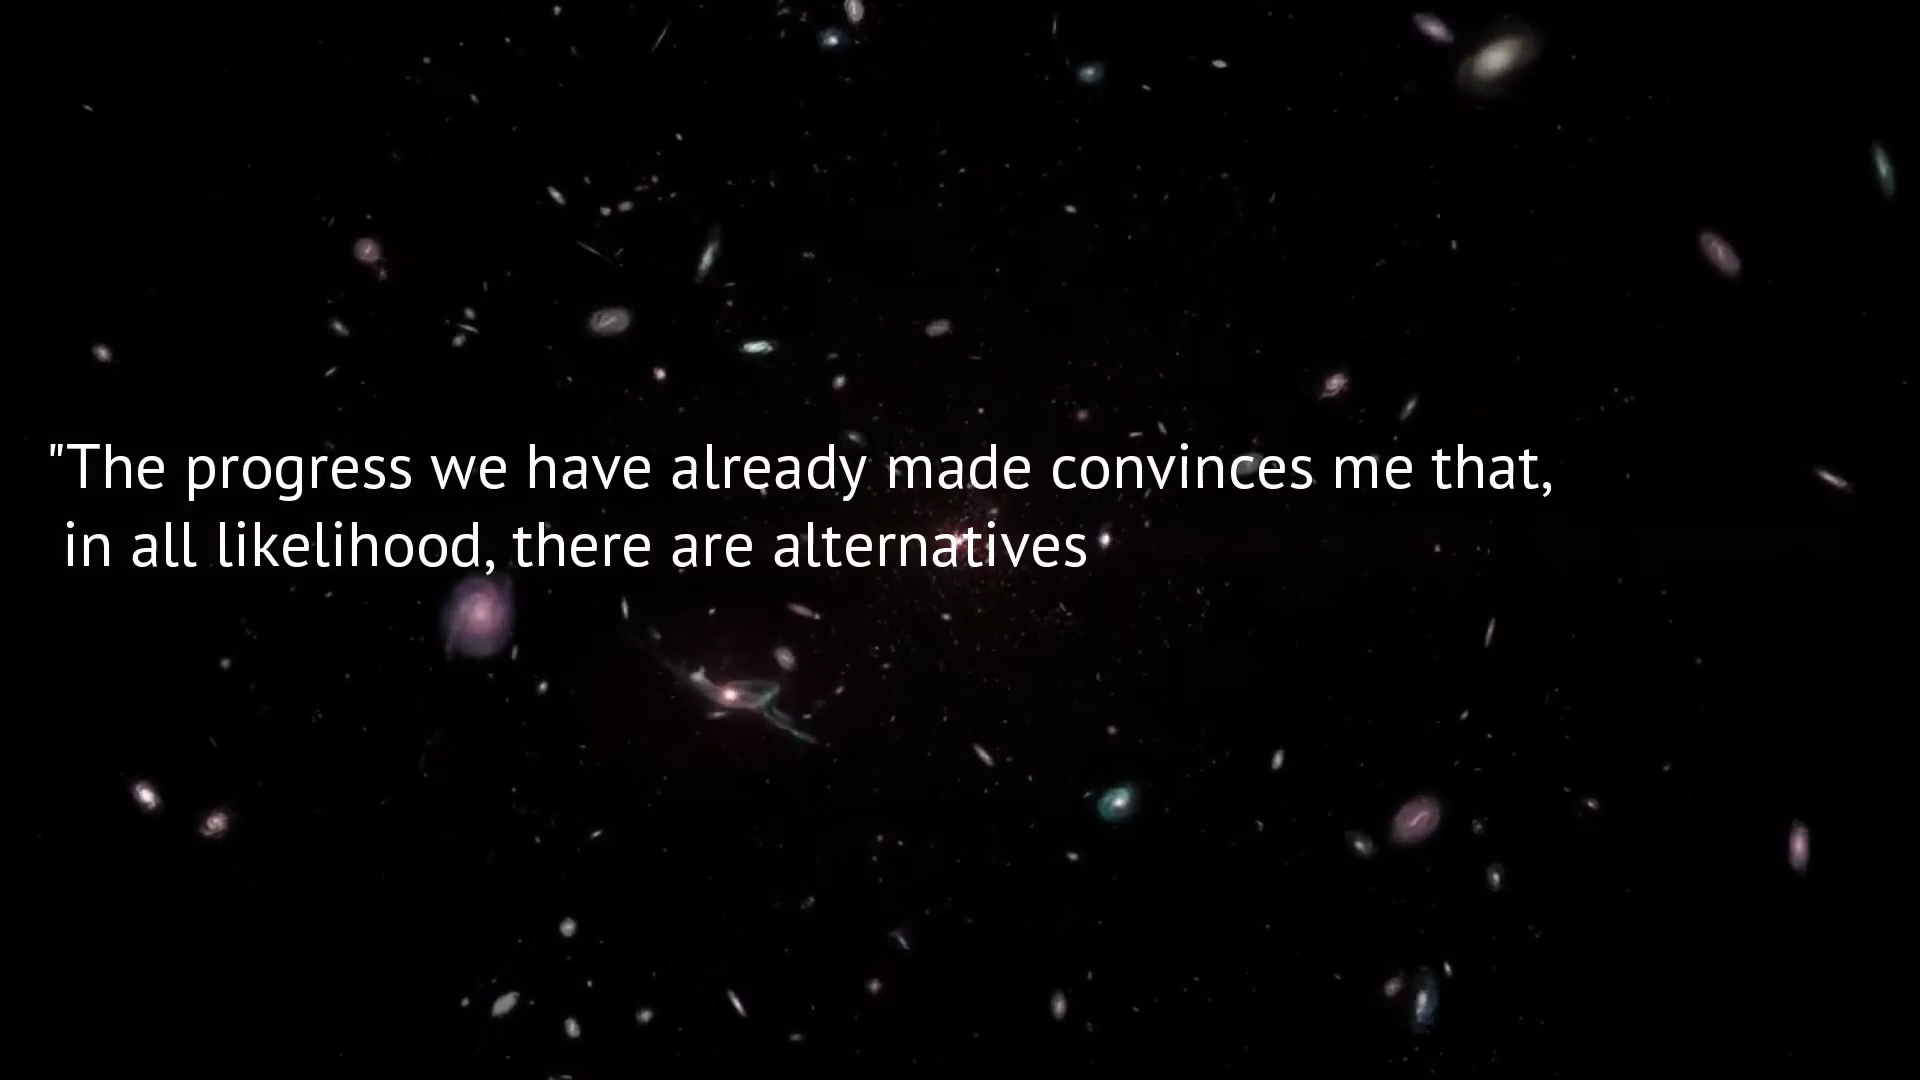 "The progress we have already made convinces me that,
in all likelihood, there are alternatives